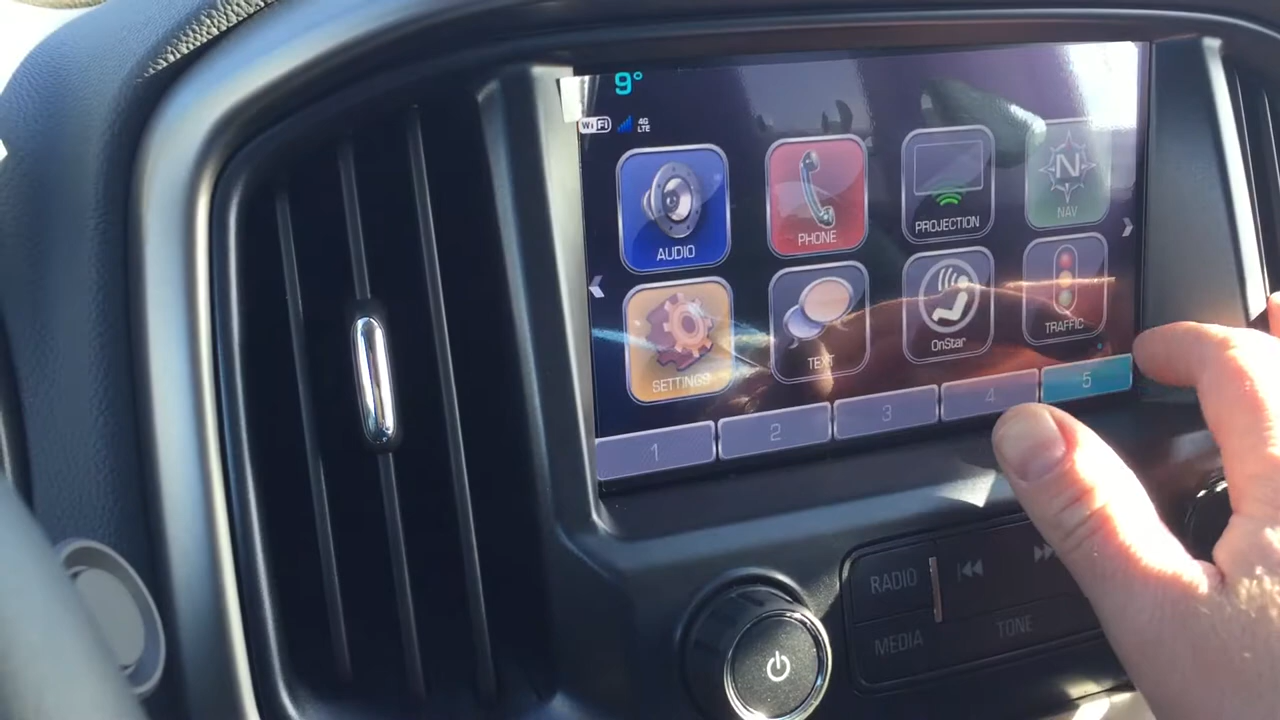 9°
WiFi 4G LTE
AUDIO PHONE PROJECTION N NAV
SETTINGS TEXT OnStar TRAFFIC
1 2 3 4 5
RADIO
MEDIA TONE